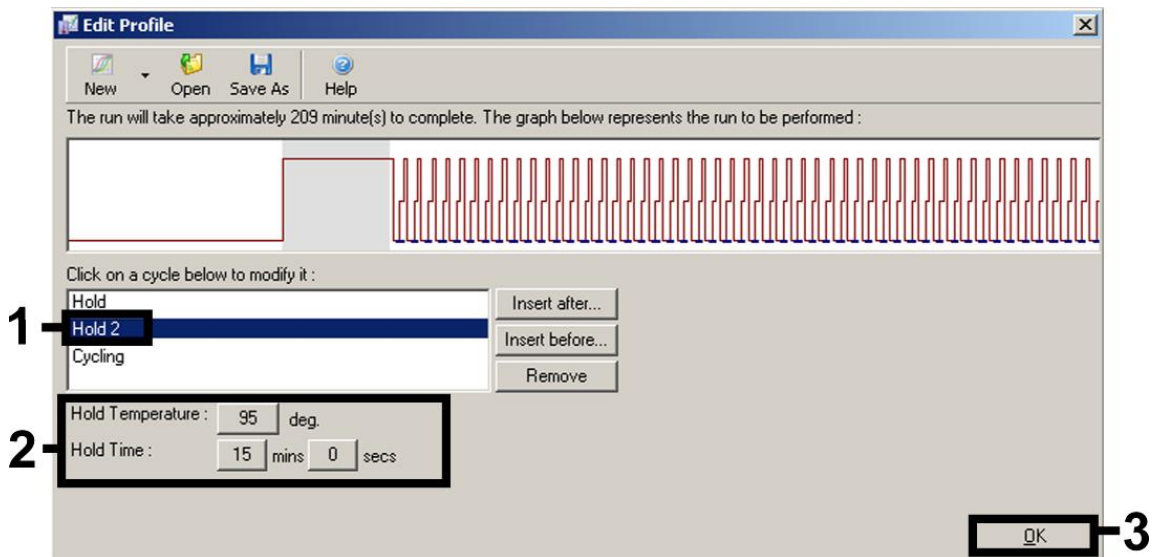 Edit Profile
New Open Save As Help
The run will take approximately 209 minute(s) to complete. The graph below represents the run to be performed :
Click on a cycle below to modify it :
Hold
Insert after...
1
Hold 2
Insert before...
Cycling
Remove
2
Hold Temperature : 95 deg.
Hold Time : 15 mins 0 secs
OK
3